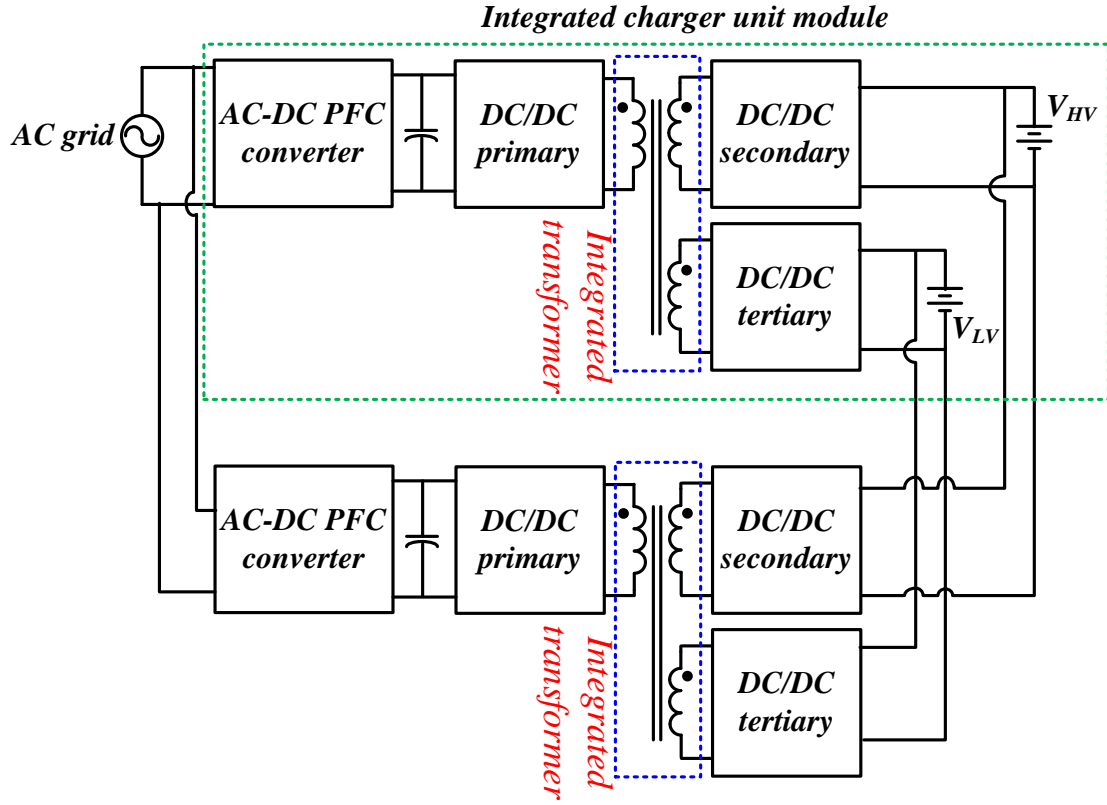 Integrated charger unit module
AC grid
AC-DC PFC
converter
DC/DC
primary
DC/DC
secondary
V_HV
Integrated
transformer
DC/DC
tertiary
V_LV
AC-DC PFC
converter
DC/DC
primary
DC/DC
secondary
Integrated
transformer
DC/DC
tertiary